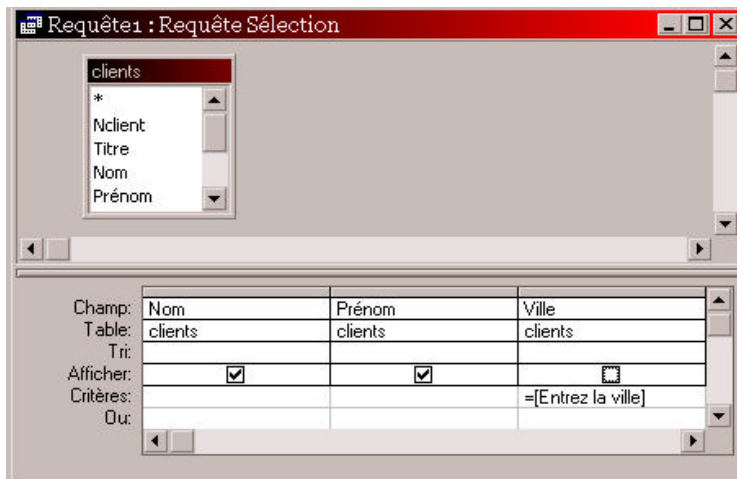 Requête1 : Requête Sélection
clients
*
Nclient
Titre
Nom
Prénom
Champ: Nom Prénom Ville
Table: clients clients clients
Tri:
Afficher:
Critères: =[Entrez la ville]
Ou: